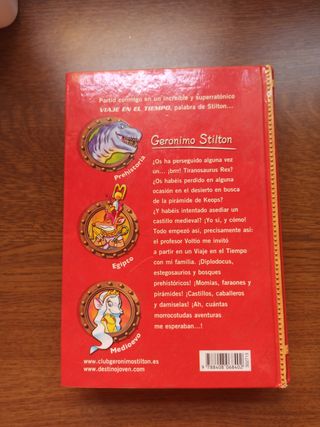 Partid conmigo en un increíble y superratónico
VIAJE EN EL TIEMPO, palabra de Stilton...
Prehistoria
Geronimo Stilton
¿Os ha perseguido alguna vez
un... ¡brrr! Tiranosaurus Rex?
¿Os habéis perdido en alguna
ocasión en el desierto en busca
de la pirámide de Keops?
¿Y habéis intentado asediar un
castillo medieval? ¡Yo sí, y cómo!
Todo empezó así, precisamente así:
el profesor Voltio me invitó
a partir en un Viaje en el Tiempo
con mi familia. ¡Diplodocus,
estegosaurios y bosques
prehistóricos! ¡Momias, faraones y
pirámides! ¡Castillos, caballeros
y damiselas! ¡Ah, cuántas
morrocotudas aventuras
me esperaban...!
Egipto
Medioevo
www.clubgeronimostilton.es
www.destinojoven.com
9 788408 068402